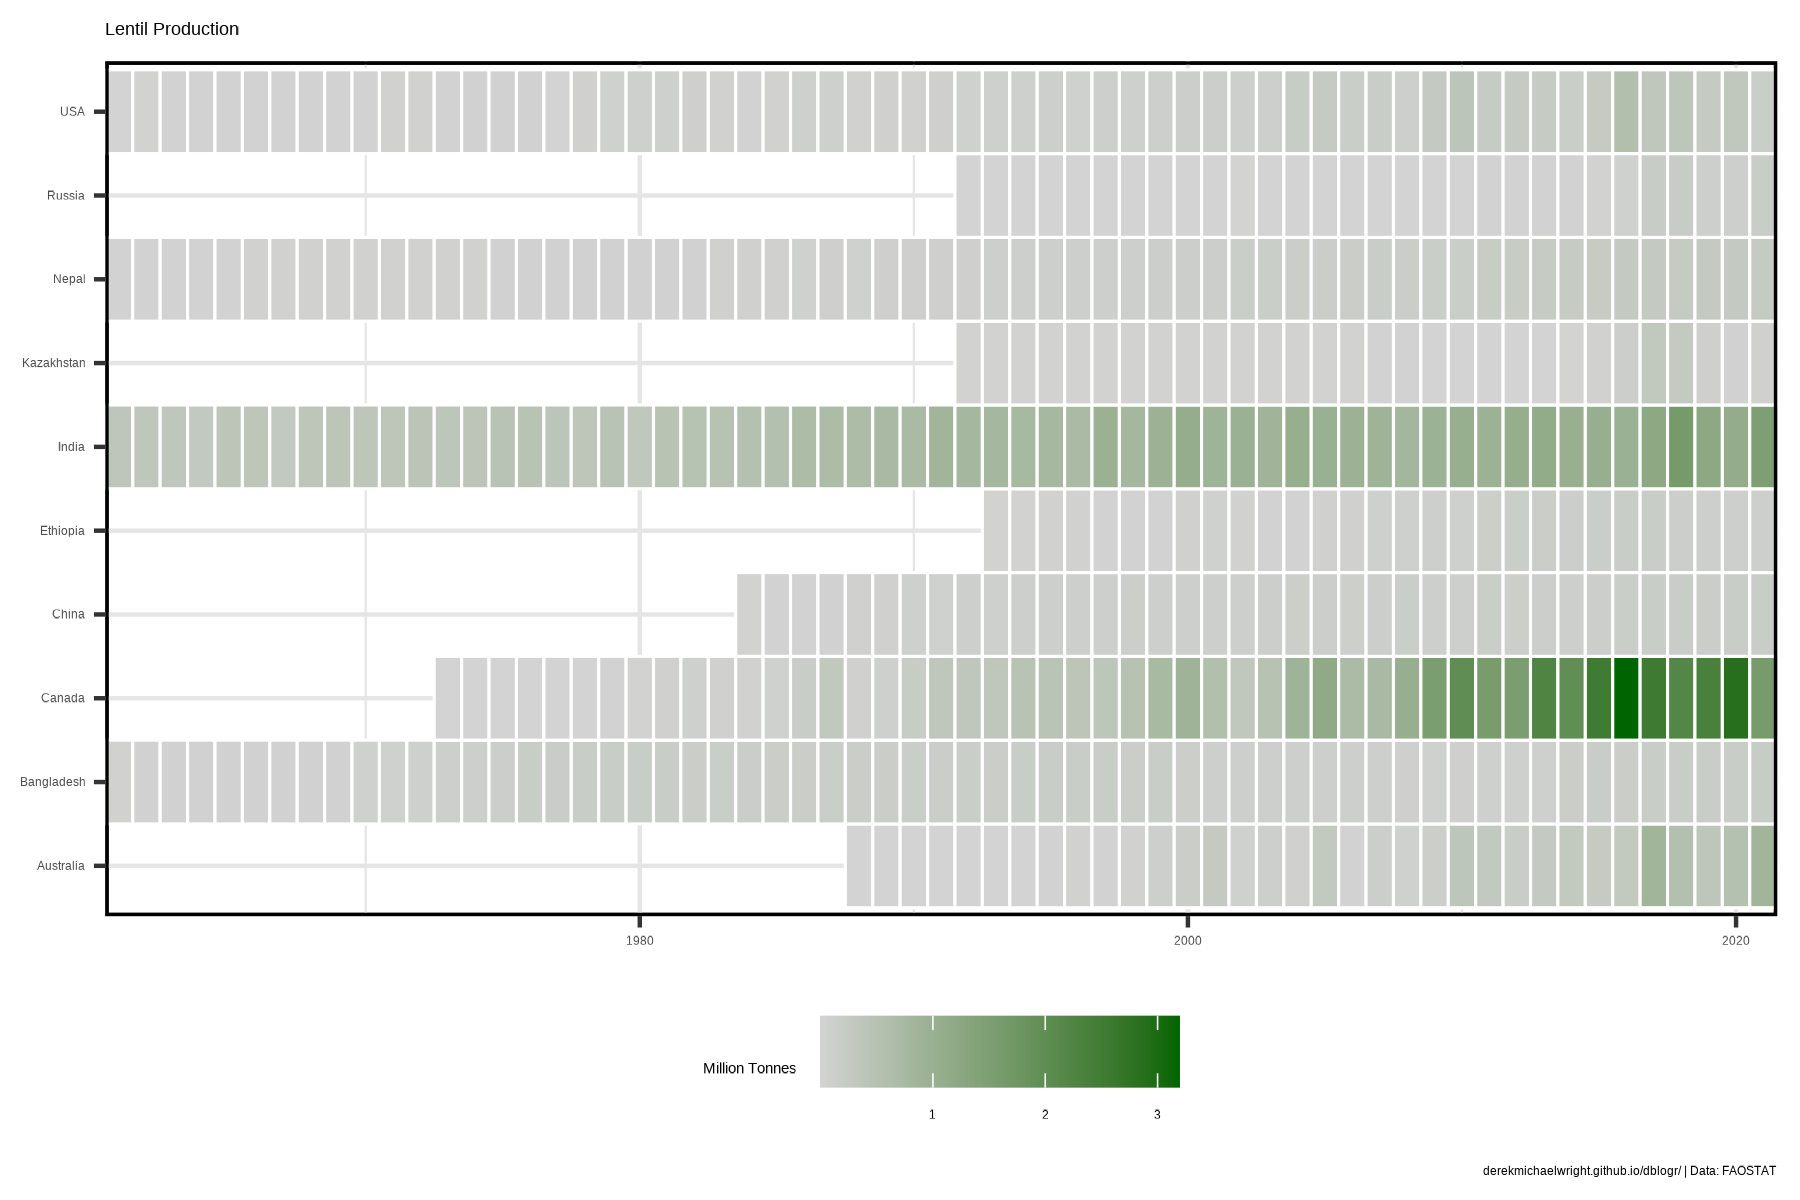 Lentil Production
USA
Russia
Nepal
Kazakhstan
India
Ethiopia
China
Canada
Bangladesh
Australia
1980 2000 2020
Million Tonnes
1 2 3
derekmichaelwright.github.io/dblogr/ | Data: FAOSTAT